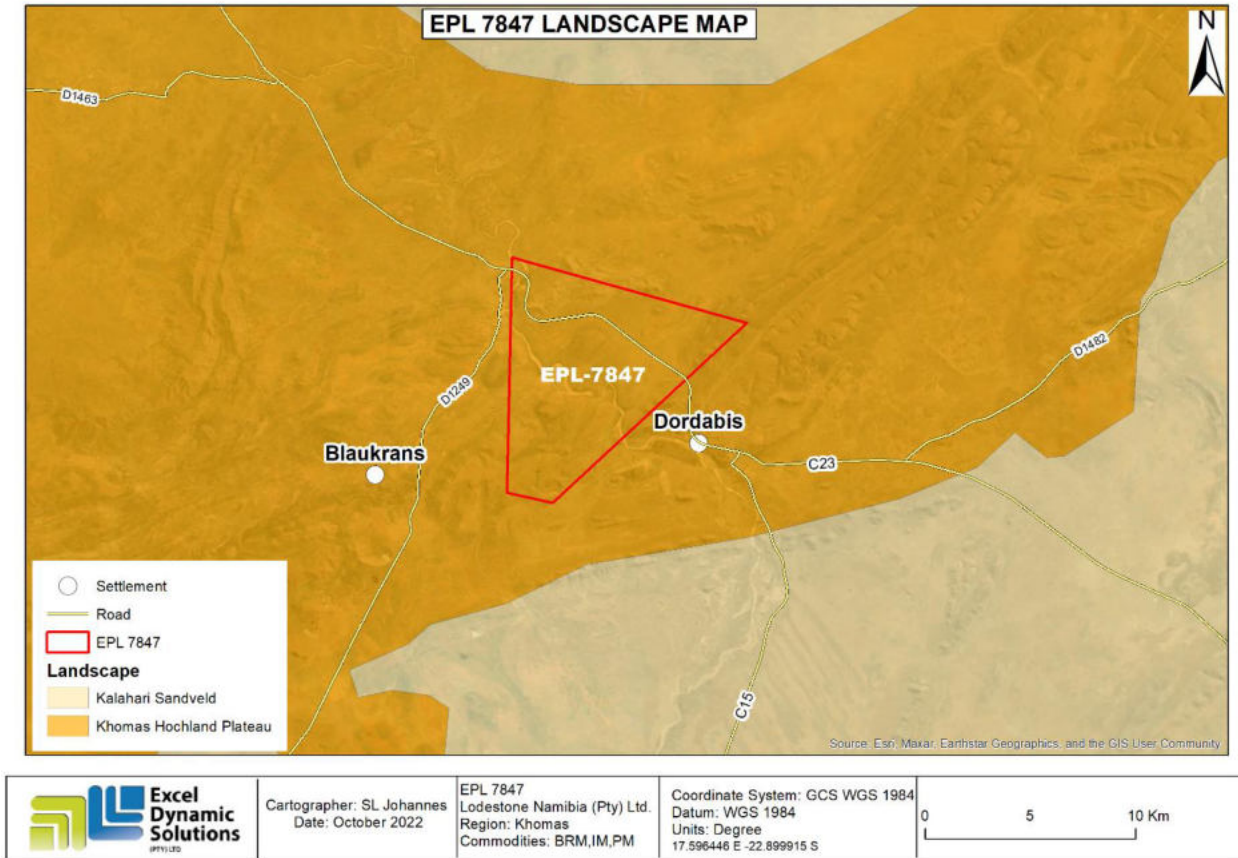 EPL 7847 LANDSCAPE MAP
N
D1463
D1249
EPL-7847
D1482
Dordabis
Blaukrans
C23
C15
Settlement
Road
EPL 7847
Landscape
Kalahari Sandveld
Khomas Hochland Plateau
Source: Esri, Maxar, Earthstar Geographics, and the GIS User Community
Excel
Dynamic
Solutions
(PTY) LTD
Cartographer: SL Johannes
Date: October 2022
EPL 7847
Lodestone Namibia (Pty) Ltd.
Region: Khomas
Commodities: BRM,IM,PM
Coordinate System: GCS WGS 1984
Datum: WGS 1984
Units: Degree
17.596446 E -22.899915 S
0 5 10 Km